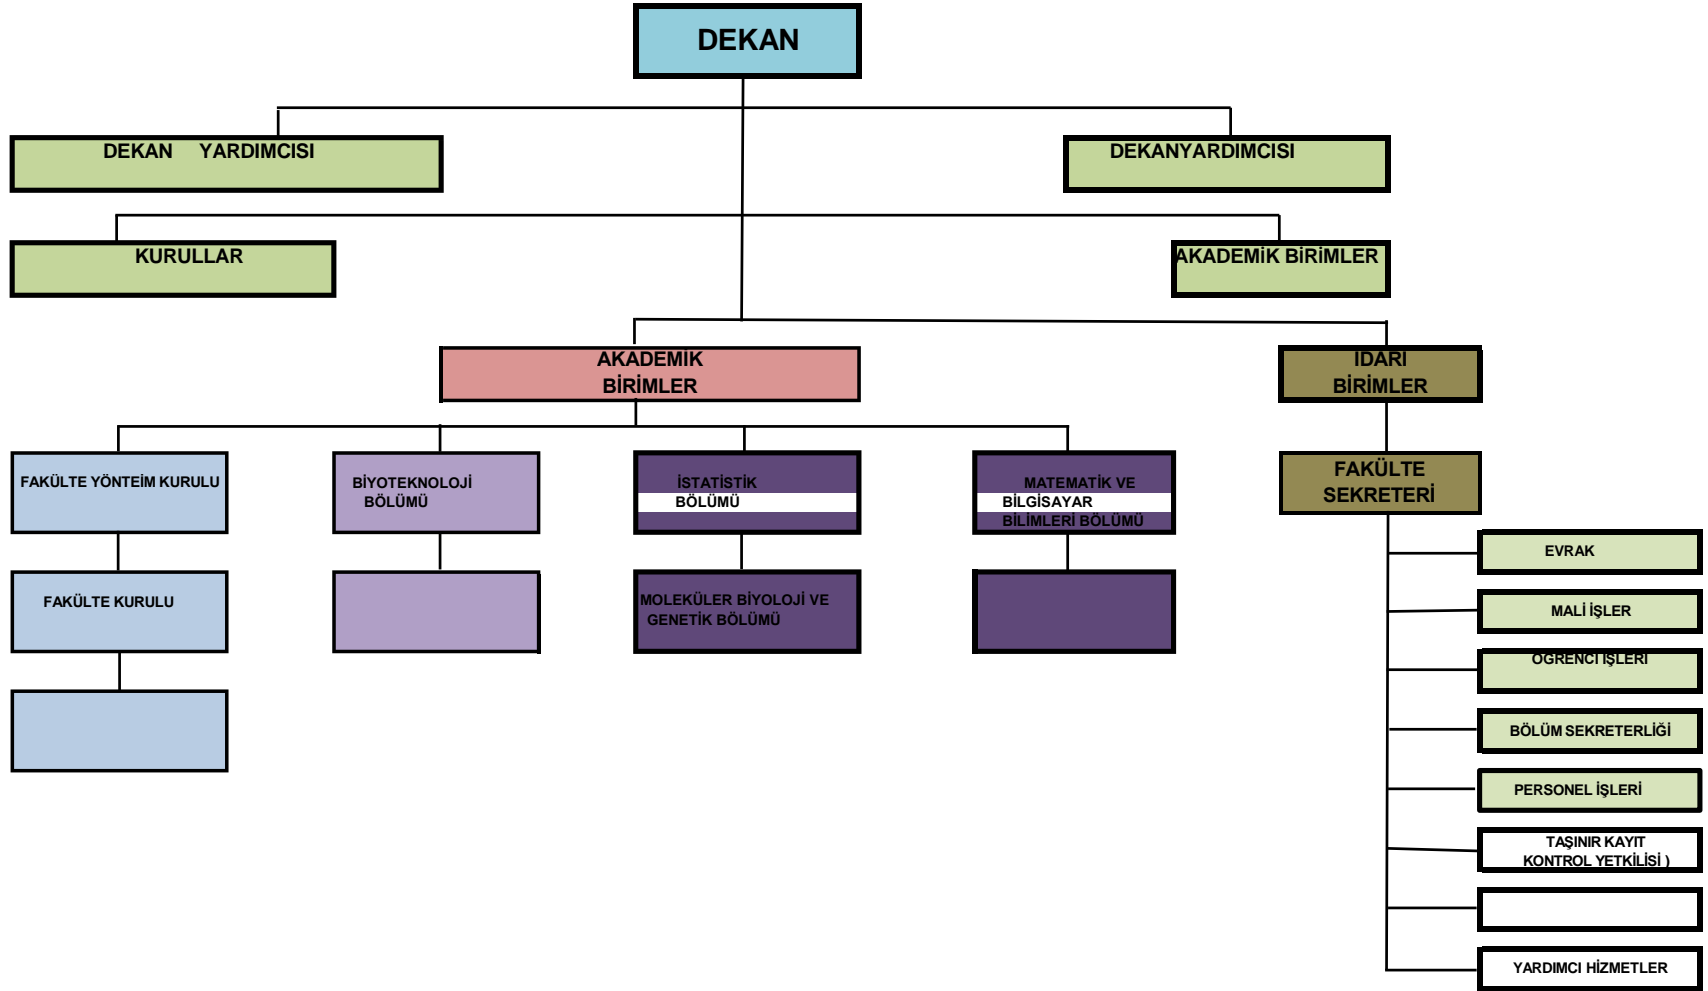 DEKAN
DEKAN YARDIMCISI
DEKANYARDIMCISI
KURULLAR
AKADEMİK BİRİMLER
AKADEMİK
BİRİMLER
IDARI
BİRİMLER
FAKÜLTE YÖNTEİM KURULU
BİYOTEKNOLOJİ
BÖLÜMÜ
İSTATİSTİK
BÖLÜMÜ
MATEMATİK VE
BİLGİSAYAR
BİLİMLERİ BÖLÜMÜ
FAKÜLTE
SEKRETERİ
FAKÜLTE KURULU
MOLEKÜLER BİYOLOJİ VE
GENETİK BÖLÜMÜ
EVRAK
MALİ İŞLER
OGRENCI IŞLERI
BÖLÜM SEKRETERLİĞİ
PERSONEL İŞLERİ
TAŞINIR KAYIT
KONTROL YETKİLİSİ )
YARDIMCI HİZMETLER